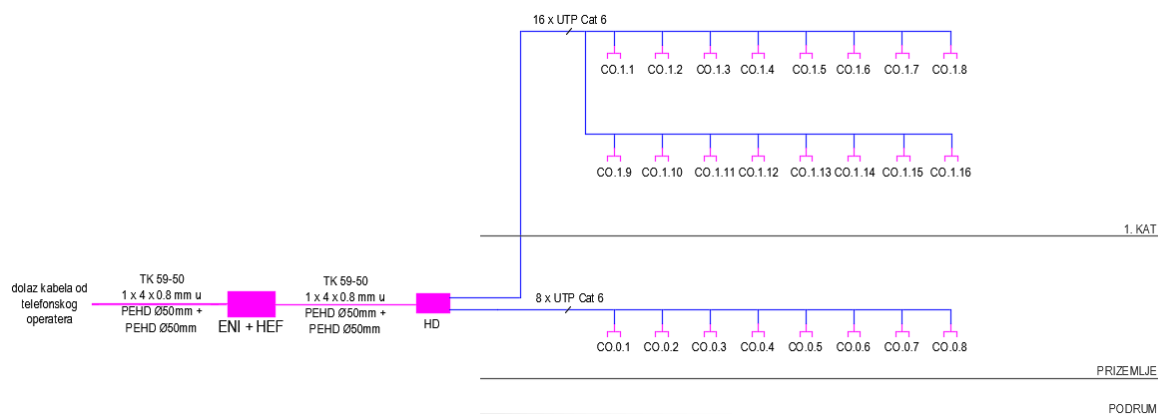 16 x UTP Cat 6
CO.1.1 CO.1.2 CO.1.3 CO.1.4 CO.1.5 CO.1.6 CO.1.7 CO.1.8
CO.1.9 CO.1.10 CO.1.11 CO.1.12 CO.1.13 CO.1.14 CO.1.15 CO.1.16
1. KAT
dolaz kabela od
telefonskog
operatera
TK 59-50
1 x 4 x 0.8 mm u
PEHD Ø50mm +
PEHD Ø50mm
ENI + HEF
TK 59-50
1 x 4 x 0.8 mm u
PEHD Ø50mm +
PEHD Ø50mm
HD
8 x UTP Cat 6
CO.0.1 CO.0.2 CO.0.3 CO.0.4 CO.0.5 CO.0.6 CO.0.7 CO.0.8
PRIZEMLJE
PODRUM